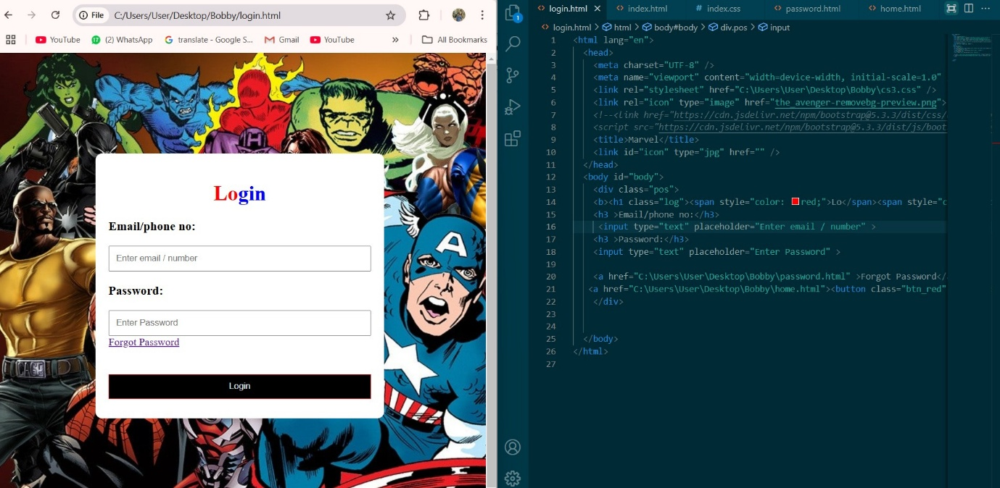 File C:/Users/User/Desktop/Bobby/login.html
YouTube (2) WhatsApp translate - Google S... Gmail YouTube » All Bookmarks
Login
Email/phone no:
Enter email / number
Password:
Enter Password
Forgot Password
Login
CAGE
A
1
login.html index.html # index.css password.html home.html
login.html > html > body#body > div.pos > input
1 <html lang="en">
2 <head>
3 <meta charset="UTF-8" />
4 <meta name="viewport" content="width=device-width, initial-scale=1.0"
5 <link rel="stylesheet" href="C:\Users\User\Desktop\Bobby\cs3.css" />
6 <link rel="icon" type="image" href="the_avenger-removebg-preview.png">
7 <!--<link href="https://cdn.jsdelivr.net/npm/bootstrap@5.3.3/dist/css/
8 <script src="https://cdn.jsdelivr.net/npm/bootstrap@5.3.3/dist/js/boot
9 <title>Marvel</title>
10 <link id="icon" type="jpg" href="" />
11 </head>
12 <body id="body">
13 <div class="pos">
14 <b><h1 class="log"><span style="color: red;">Lo</span><span style="c
15 <h3 >Email/phone no:</h3>
16 <input type="text" placeholder="Enter email / number" >
17 <h3 >Password:</h3>
18 <input type="text" placeholder="Enter Password" >
19
20 <a href="C:\Users\User\Desktop\Bobby\password.html" >Forgot Password</
21 <a href="C:\Users\User\Desktop\Bobby\home.html"><button class="btn_red"
22 </div>
23
24
25 </body>
26 </html>
27